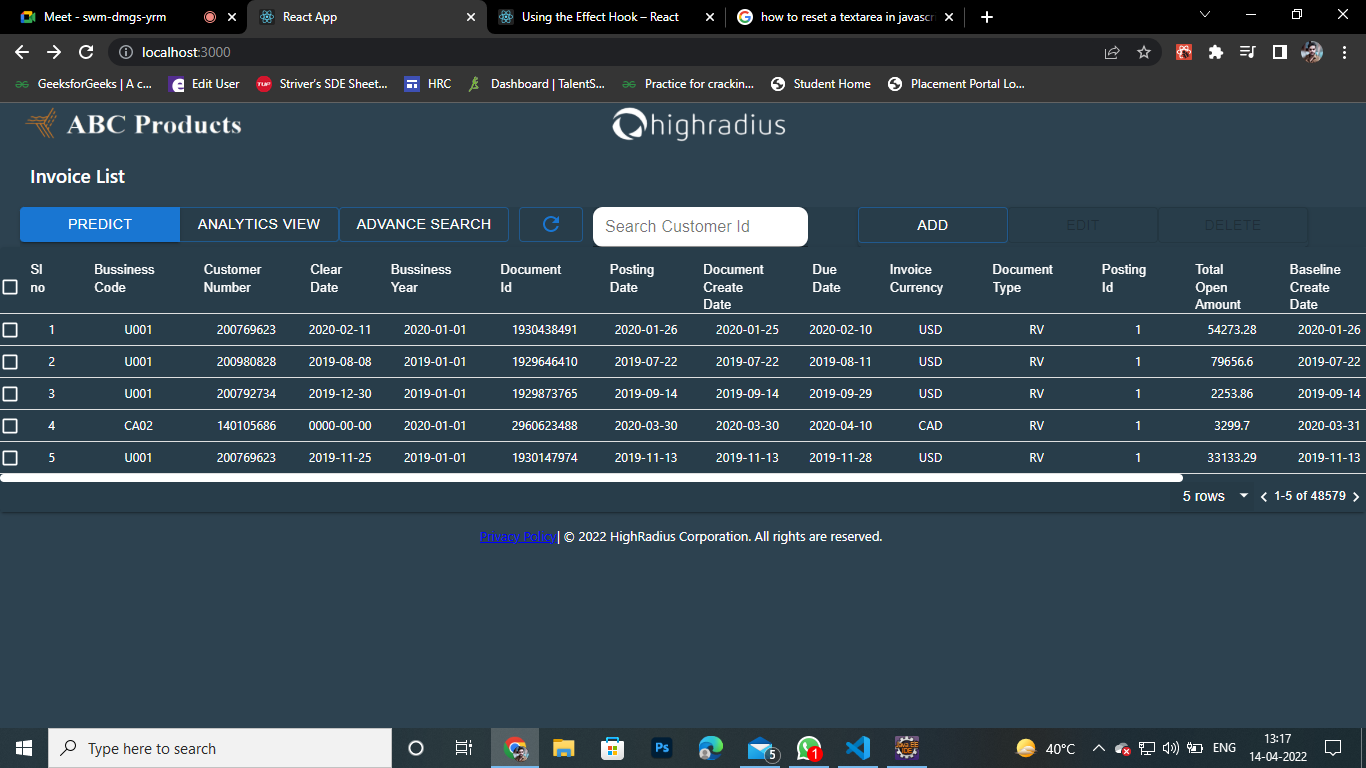 Meet - swm-dmgs-yrm
React App
Using the Effect Hook – React
how to reset a textarea in javascri
localhost:3000
GeeksforGeeks | A c...
Edit User
Striver's SDE Sheet...
HRC
Dashboard | TalentS...
Practice for crackin...
Student Home
Placement Portal Lo...
ABC Products
highradius
Invoice List
PREDICT ANALYTICS VIEW ADVANCE SEARCH Search Customer Id ADD EDIT DELETE
Sl no Bussiness Code Customer Number Clear Date Bussiness Year Document Id Posting Date Document Create Date Due Date Invoice Currency Document Type Posting Id Total Open Amount Baseline Create Date
1 U001 200769623 2020-02-11 2020-01-01 1930438491 2020-01-26 2020-01-25 2020-02-10 USD RV 1 54273.28 2020-01-26
2 U001 200980828 2019-08-08 2019-01-01 1929646410 2019-07-22 2019-07-22 2019-08-11 USD RV 1 79656.6 2019-07-22
3 U001 200792734 2019-12-30 2019-01-01 1929873765 2019-09-14 2019-09-14 2019-09-29 USD RV 1 2253.86 2019-09-14
4 CA02 140105686 0000-00-00 2020-01-01 2960623488 2020-03-30 2020-03-30 2020-04-10 CAD RV 1 3299.7 2020-03-31
5 U001 200769623 2019-11-25 2019-01-01 1930147974 2019-11-13 2019-11-13 2019-11-28 USD RV 1 33133.29 2019-11-13
5 rows 1-5 of 48579
Privacy Policy| © 2022 HighRadius Corporation. All rights are reserved.
Type here to search
Ps
5
1
40°C
ENG
13:17
14-04-2022